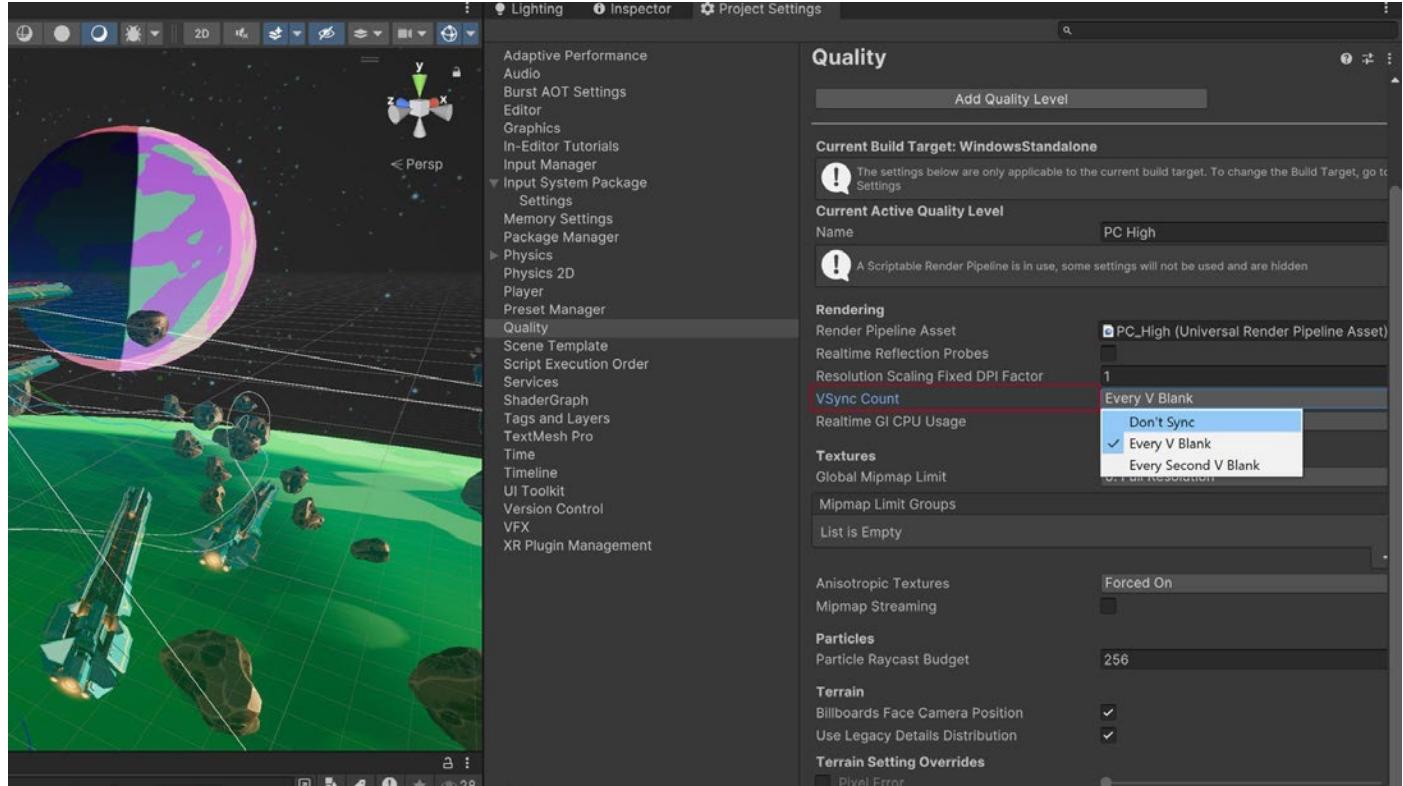 Lighting
Inspector
Project Settings
2D
y
z
x
Persp
28
Adaptive Performance
Audio
Burst AOT Settings
Editor
Graphics
In-Editor Tutorials
Input Manager
Input System Package
Settings
Memory Settings
Package Manager
Physics
Physics 2D
Player
Preset Manager
Quality
Scene Template
Script Execution Order
Services
ShaderGraph
Tags and Layers
TextMesh Pro
Time
Timeline
UI Toolkit
Version Control
VFX
XR Plugin Management
Quality
Add Quality Level
Current Build Target: WindowsStandalone
The settings below are only applicable to the current build target. To change the Build Target, go to
Settings
Current Active Quality Level
Name PC High
A Scriptable Render Pipeline is in use, some settings will not be used and are hidden
Rendering
Render Pipeline Asset PC_High (Universal Render Pipeline Asset)
Realtime Reflection Probes
Resolution Scaling Fixed DPI Factor 1
VSync Count Every V Blank
Don't Sync
Realtime GI CPU Usage
Every V Blank
Every Second V Blank
Textures
Global Mipmap Limit 0: Full Resolution
Mipmap Limit Groups
List is Empty
Anisotropic Textures Forced On
Mipmap Streaming
Particles
Particle Raycast Budget 256
Terrain
Billboards Face Camera Position
Use Legacy Details Distribution
Terrain Setting Overrides
Pixel Error